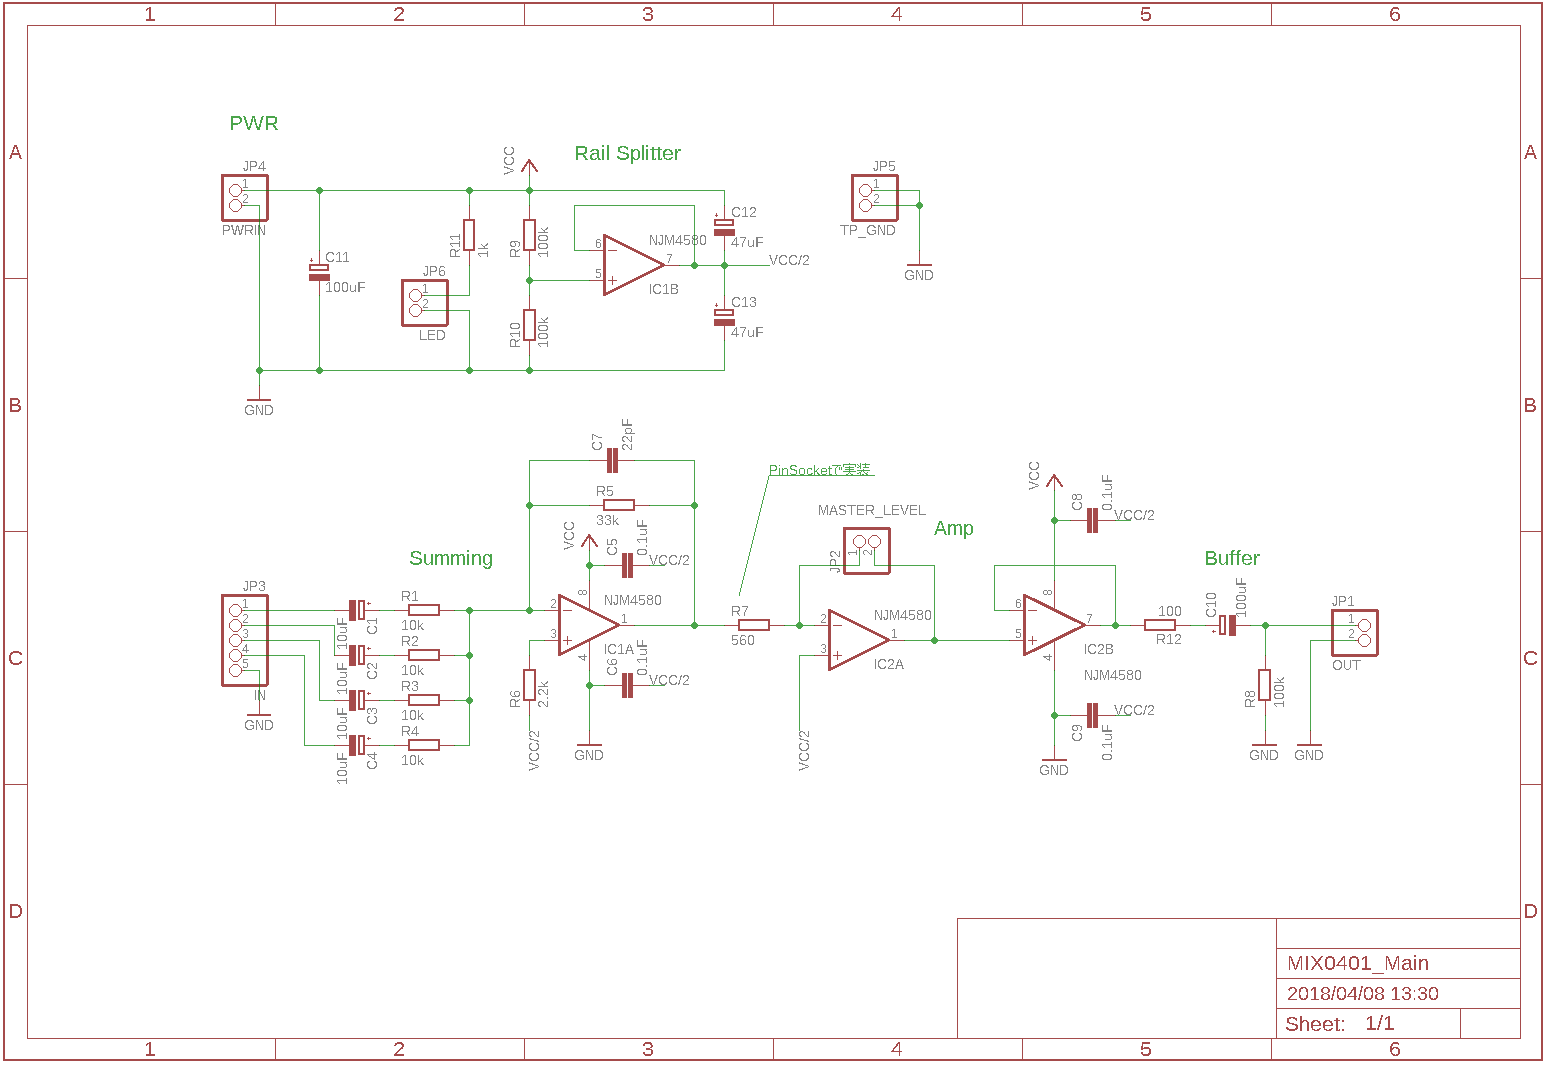 1 2 3 4 5 6
A A
B B
C C
D D
1 2 3 4 5 6
PWR
JP4
1
2
PWRIN
C11
100uF
GND
R11
1k
JP6
1
2
LED
VCC
Rail Splitter
R9
100k
R10
100k
6
5
7
NJM4580
IC1B
C12
47uF
VCC/2
C13
47uF
JP5
1
2
TP_GND
GND
Summing
JP3
1
2
3
4
5
IN
GND
10uF
C1
10uF
C2
10uF
C3
10uF
C4
R1
10k
R2
10k
R3
10k
R4
10k
C7
22pF
R5
33k
VCC
C5
0.1uF
VCC/2
8
2
3
1
4
NJM4580
IC1A
C6
0.1uF
VCC/2
GND
R6
2.2k
VCC/2
PinSocketで実装
R7
560
MASTER_LEVEL
JP2
1
2
Amp
2
3
1
NJM4580
IC2A
VCC/2
VCC
C8
0.1uF
VCC/2
8
6
5
7
4
IC2B
NJM4580
C9
0.1uF
VCC/2
GND
Buffer
100
R12
C10
100uF
R8
100k
GND
JP1
1
2
OUT
GND
MIX0401_Main
2018/04/08 13:30
Sheet: 1/1